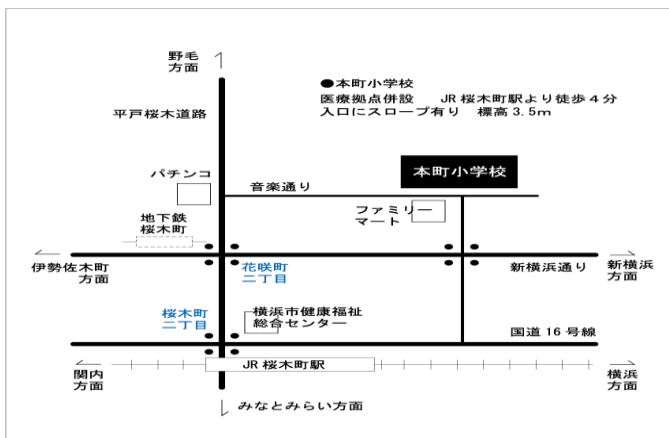 野毛
方面
●本町小学校
医療拠点併設　JR桜木町駅より徒歩4分
入口にスロープ有り　標高3.5m
平戸桜木道路
パチンコ
音楽通り
本町小学校
ファミリー
マート
地下鉄
桜木町
伊勢佐木町
方面
花咲町
二丁目
新横浜通り
新横浜
方面
桜木町
二丁目
横浜市健康福祉
総合センター
国道16号線
関内
方面
JR桜木町駅
横浜
方面
みなとみらい方面